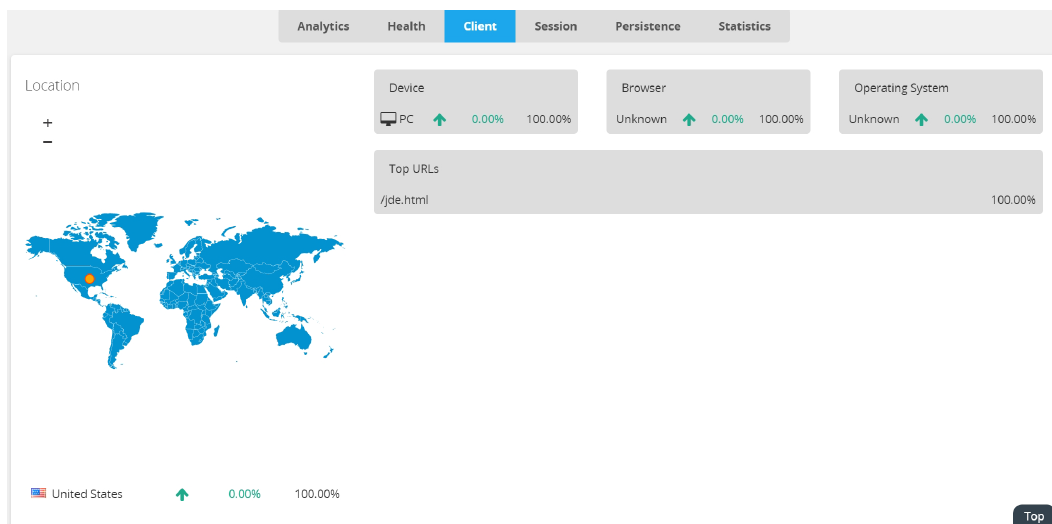 Analytics Health Client Session Persistence Statistics
Location
+
−
Device
PC 0.00% 100.00%
Browser
Unknown 0.00% 100.00%
Operating System
Unknown 0.00% 100.00%
Top URLs
/jde.html 100.00%
United States 0.00% 100.00%
Top